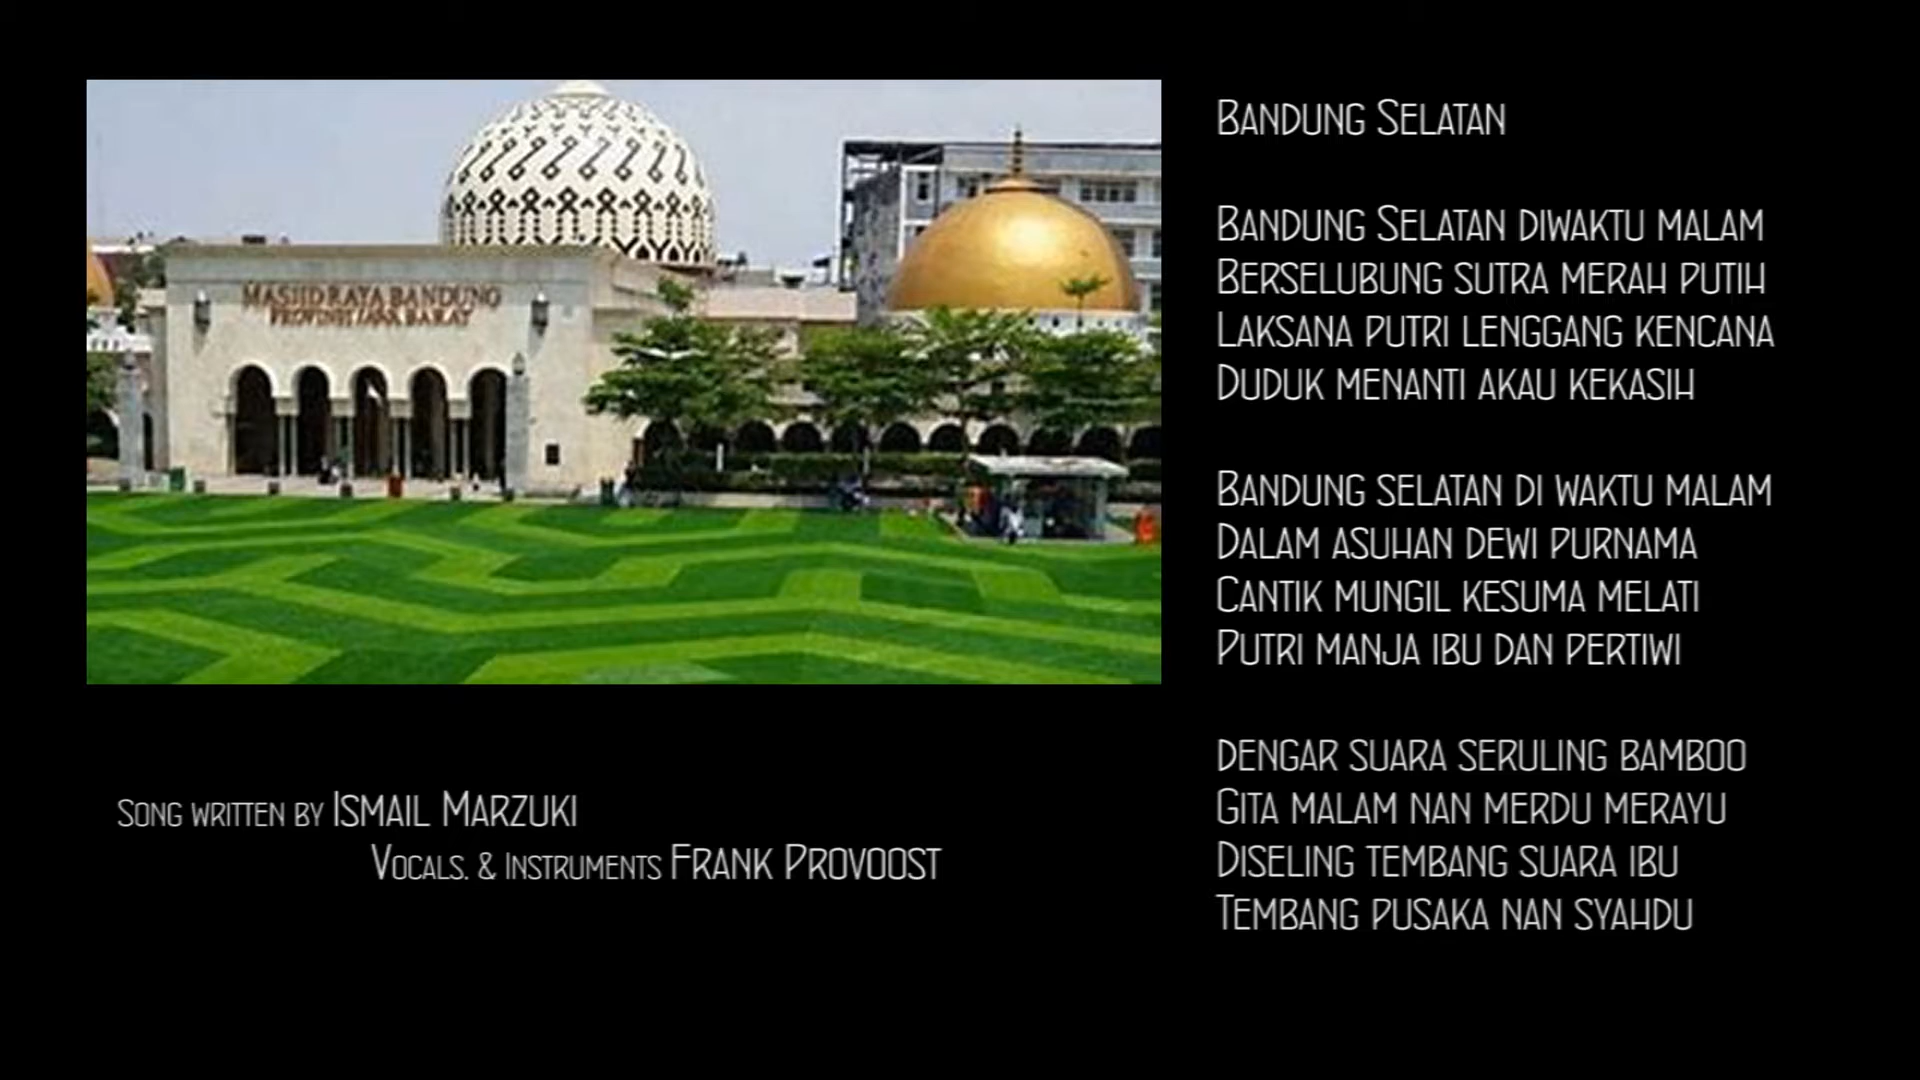 MASJID RAYA BANDUNG
PROVINSI JAWA BARAT
Song written by Ismail Marzuki
Vocals. & Instruments Frank Provoost
Bandung Selatan
Bandung Selatan diwaktu malam
Berselubung sutra merah putih
Laksana putri lenggang kencana
Duduk menanti akau kekasih
Bandung selatan di waktu malam
Dalam asuhan dewi purnama
Cantik mungil kesuma melati
Putri manja ibu dan pertiwi
dengar suara seruling bamboo
Gita malam nan merdu merayu
Diseling tembang suara ibu
Tembang pusaka nan syahdu